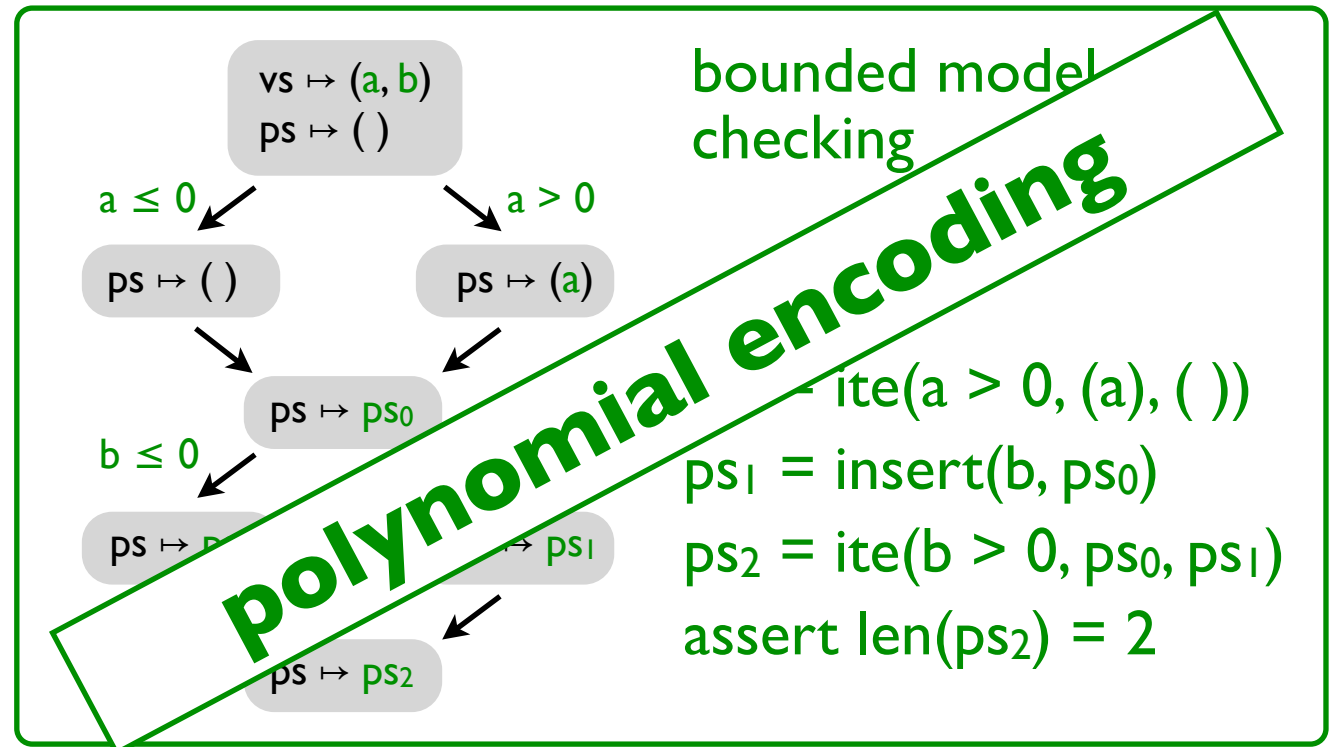 vs ↦ (a, b)
ps ↦ ( )
a ≤ 0
a > 0
ps ↦ ( )
ps ↦ (a)
ps ↦ ps₀
b ≤ 0
ps ↦
↦ ps₁
ps ↦ ps₂
bounded model
checking
polynomial encoding
= ite(a > 0, (a), ( ))
ps₁ = insert(b, ps₀)
ps₂ = ite(b > 0, ps₀, ps₁)
assert len(ps₂) = 2